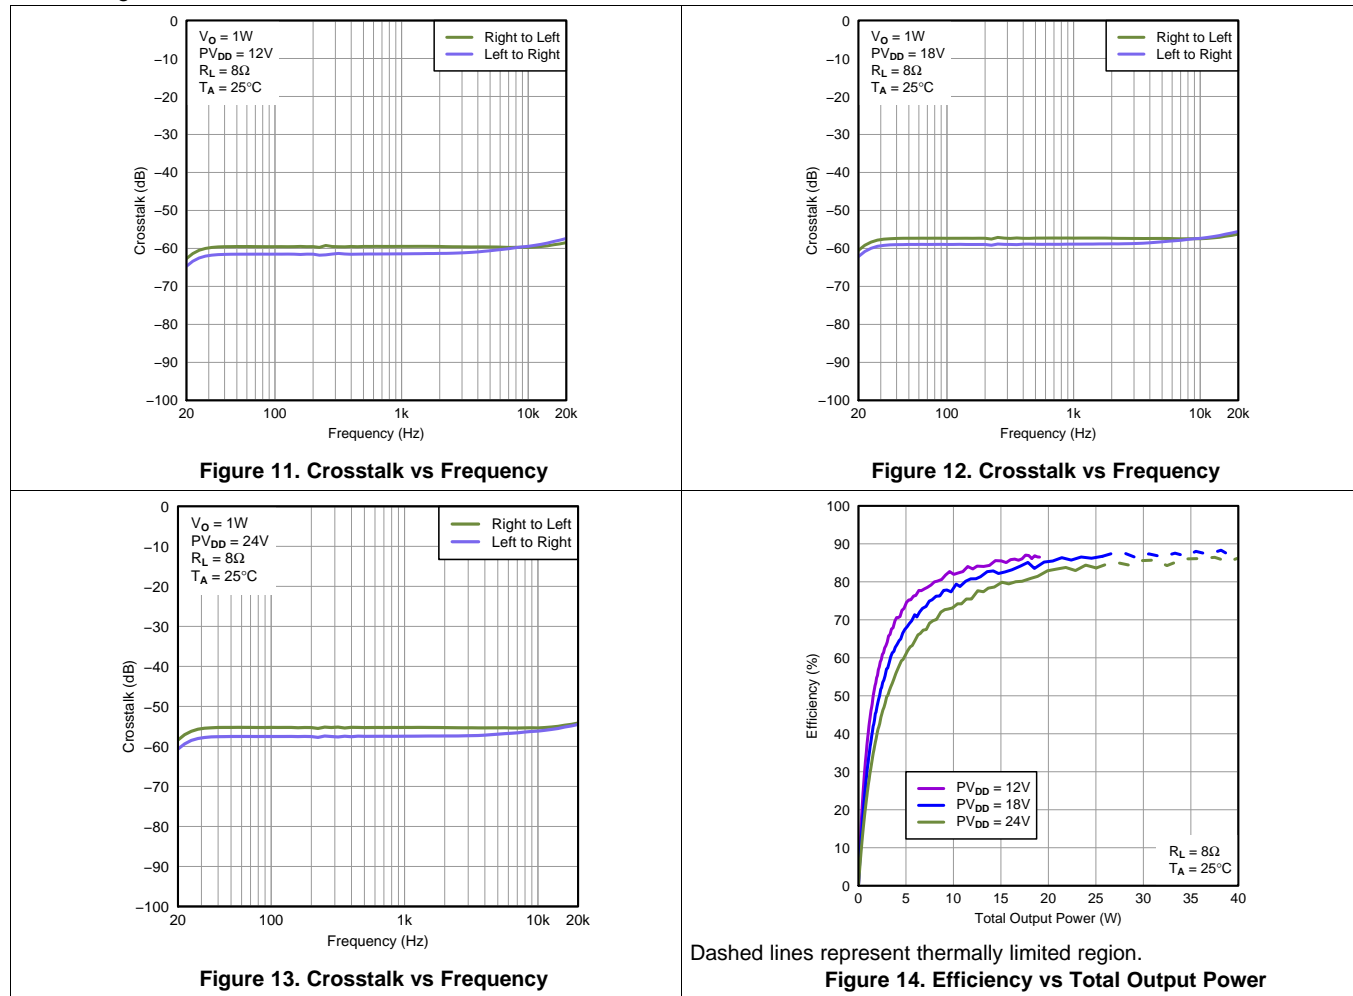 0
–10
–20
–30
–40
–50
–60
–70
–80
–90
–100
Crosstalk (dB)
V_O = 1W
PV_DD = 12V
R_L = 8Ω
T_A = 25°C
Right to Left
Left to Right
20 100 1k 10k 20k
Frequency (Hz)
Figure 11. Crosstalk vs Frequency
0
–10
–20
–30
–40
–50
–60
–70
–80
–90
–100
Crosstalk (dB)
V_O = 1W
PV_DD = 18V
R_L = 8Ω
T_A = 25°C
Right to Left
Left to Right
20 100 1k 10k 20k
Frequency (Hz)
Figure 12. Crosstalk vs Frequency
0
–10
–20
–30
–40
–50
–60
–70
–80
–90
–100
Crosstalk (dB)
V_O = 1W
PV_DD = 24V
R_L = 8Ω
T_A = 25°C
Right to Left
Left to Right
20 100 1k 10k 20k
Frequency (Hz)
Figure 13. Crosstalk vs Frequency
100
90
80
70
60
50
40
30
20
10
0
Efficiency (%)
PV_DD = 12V
PV_DD = 18V
PV_DD = 24V
R_L = 8Ω
T_A = 25°C
0 5 10 15 20 25 30 35 40
Total Output Power (W)
Dashed lines represent thermally limited region.
Figure 14. Efficiency vs Total Output Power